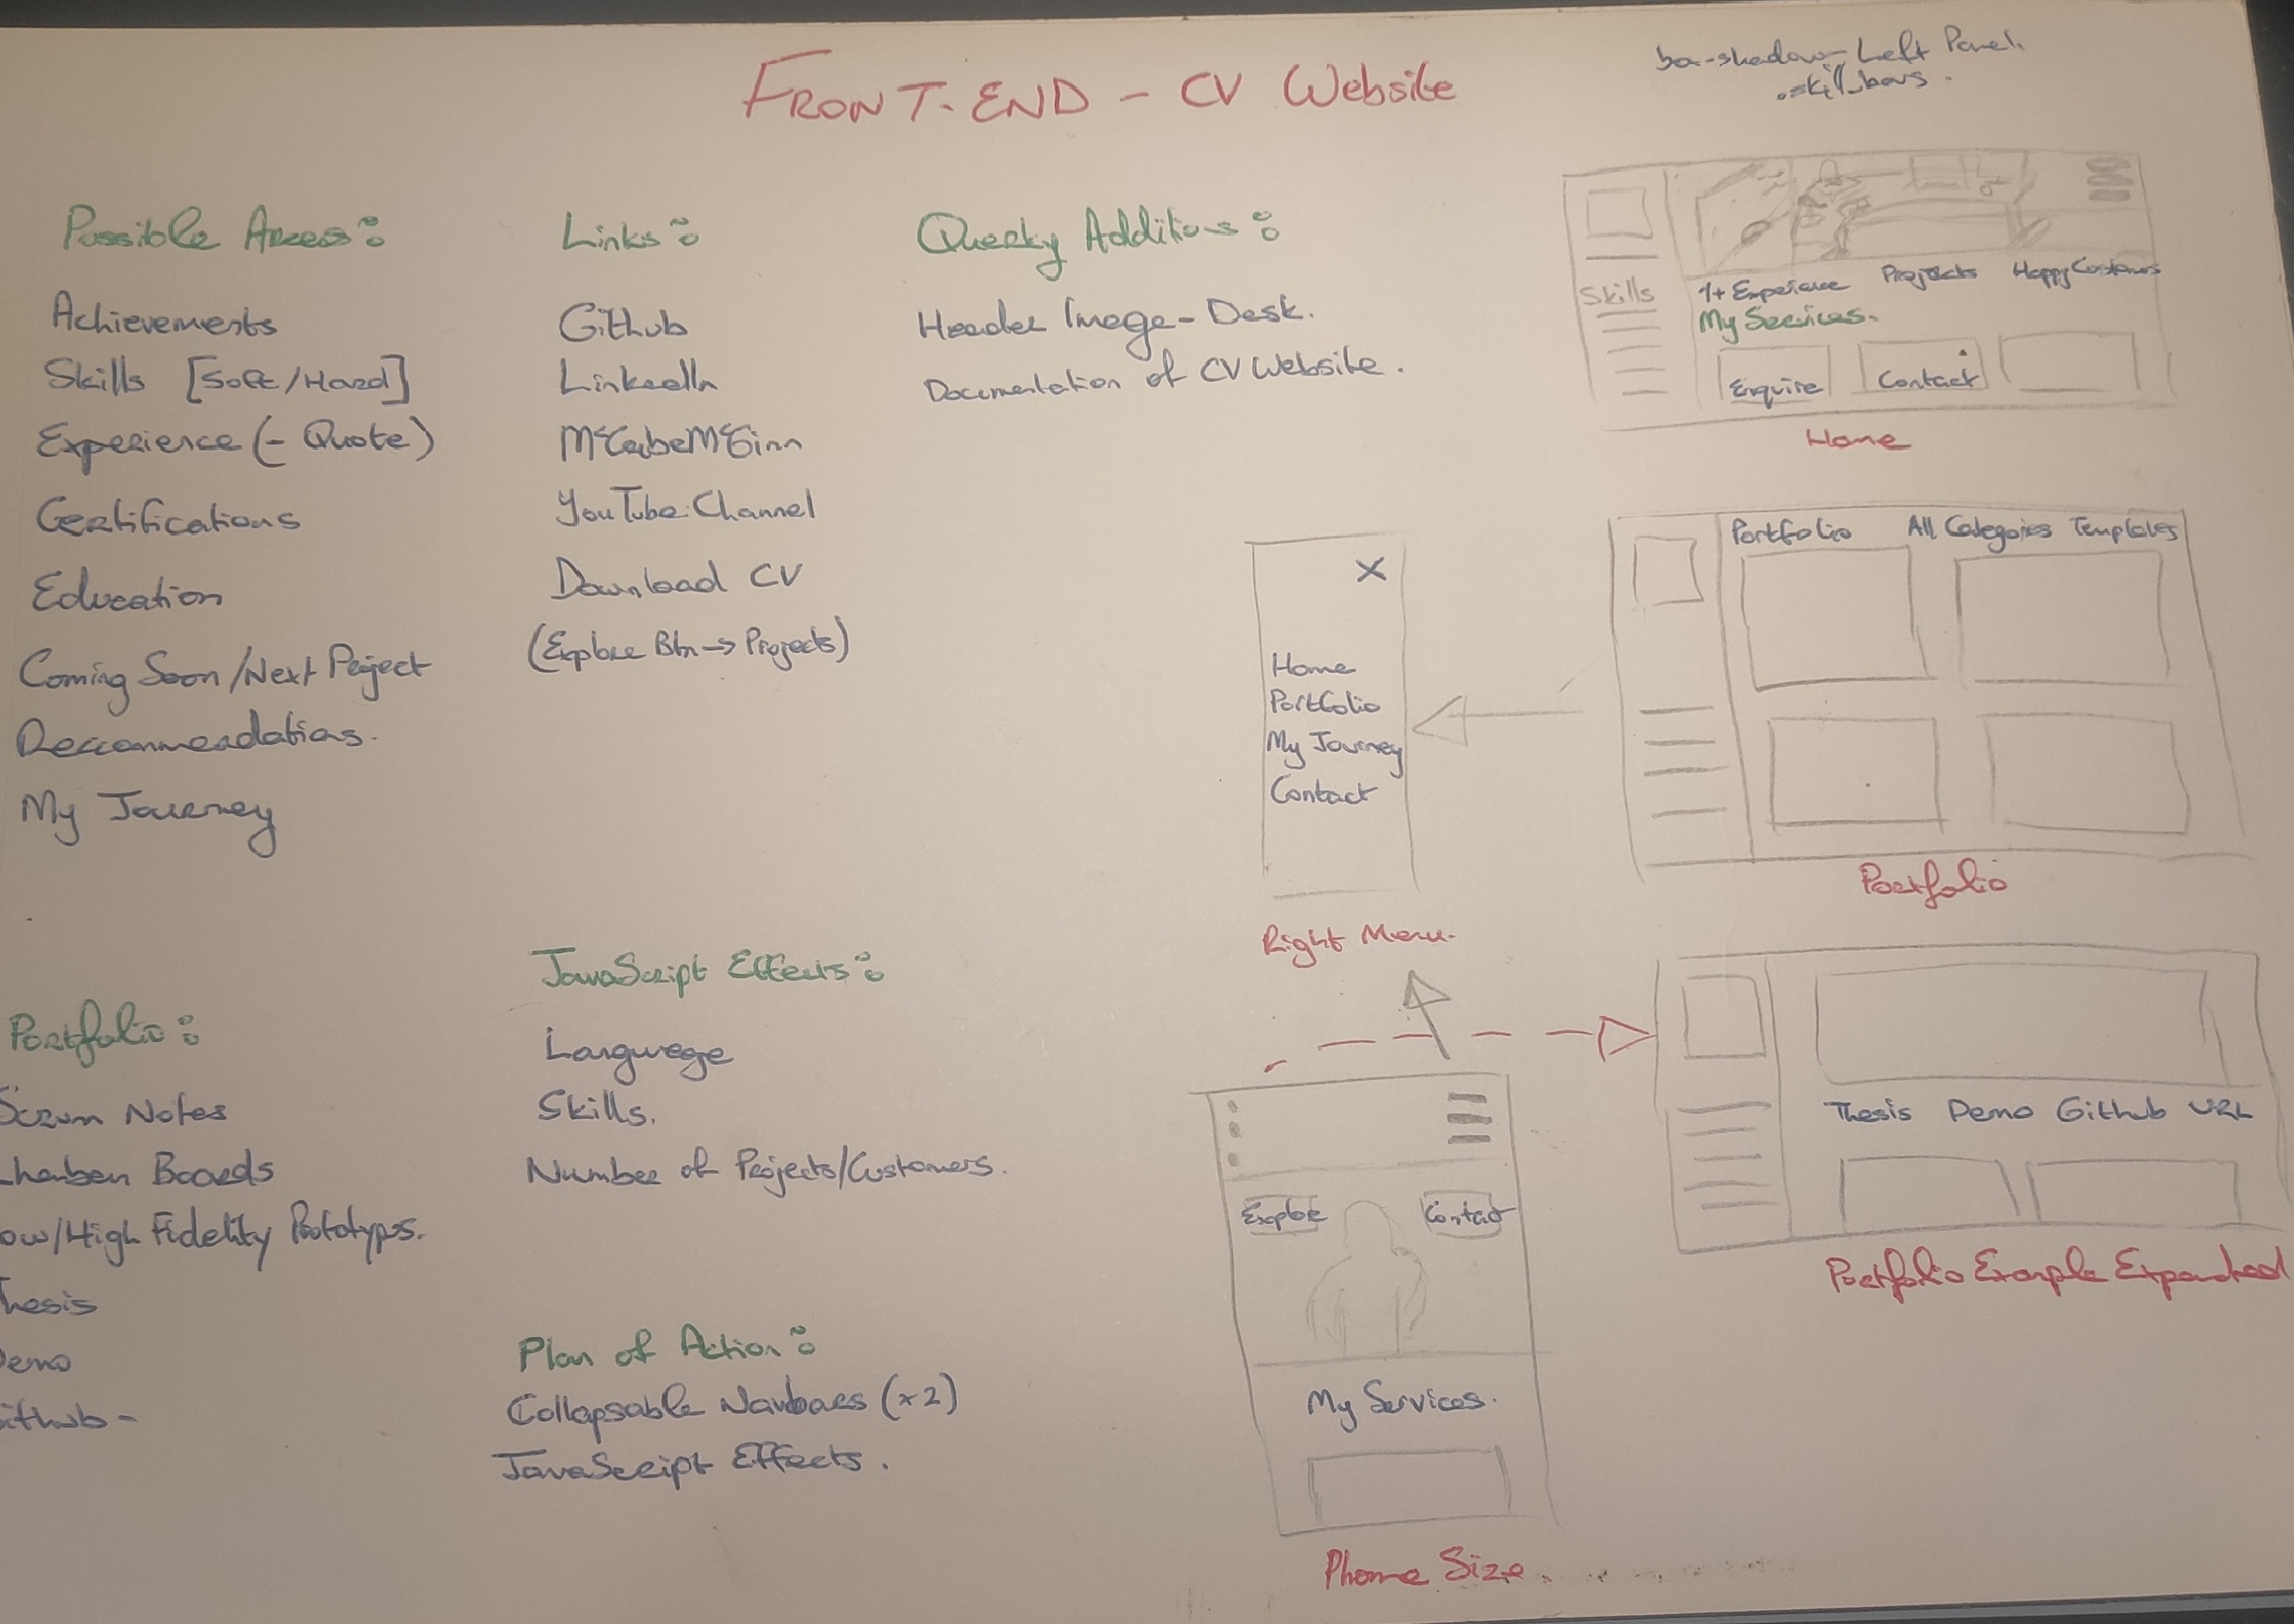 FRONT-END - CV Website
box-shadow - Left Panel.
.skill_bars.
Possible Areas:
Achievements
Skills [Soft/Hard]
Experience (- Quote)
Certifications
Education
Coming Soon/Next Project
Reccommendations.
My Journey
Links:
Github
LinkedIn
McCabeMcGinn
YouTube Channel
Download CV
(Explore Btn → Projects)
Querky Additions:
Header Image - Desk.
Documentation of CV Website.
Portfolio:
Scrum Notes
Boards
ow/High Fidelity Prototyps.
hesis
Demo
ithub -
JavaScript Effects:
Language
Skills.
Number of Projects/Customers.
Plan of Action:
Collapsable Navbars (x2)
JavaScript Effects.
Skills
1+ Experience Projects Happy Customers
My Services.
Enquire Contact
Home
Portfolio All Categories Templates
Portfolio
X
Home
Portfolio
My Journey
Contact
Right Menu.
Thesis Demo Github URL
Portfolio Example Expanded
Explore Contact
My Services.
Phone Size.